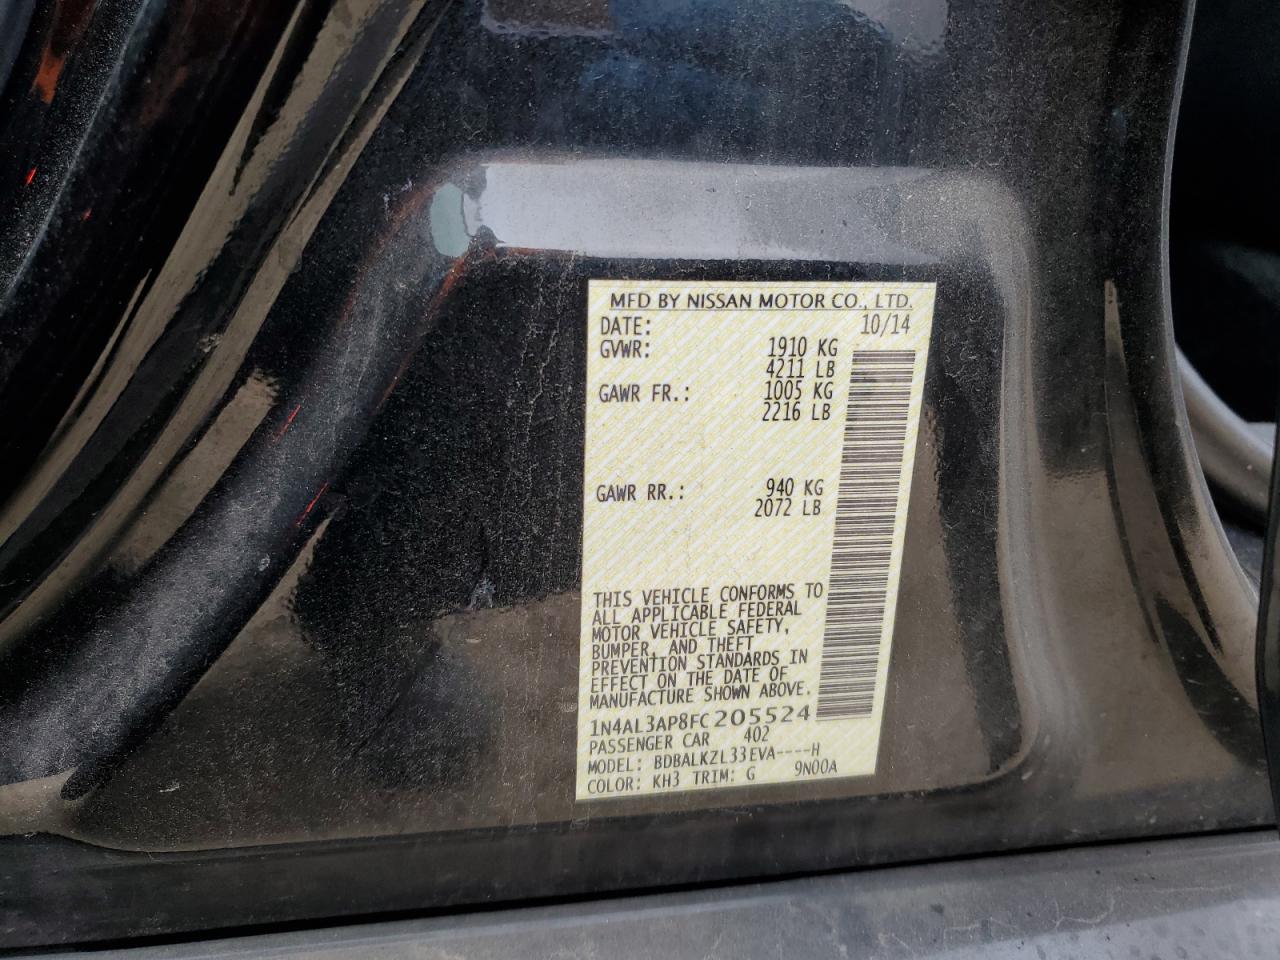 MFD BY NISSAN MOTOR CO., LTD.
DATE: 10/14
GVWR: 1910 KG
4211 LB
GAWR FR.: 1005 KG
2216 LB
GAWR RR.: 940 KG
2072 LB
THIS VEHICLE CONFORMS TO
ALL APPLICABLE FEDERAL
MOTOR VEHICLE SAFETY,
BUMPER, AND THEFT
PREVENTION STANDARDS IN
EFFECT ON THE DATE OF
MANUFACTURE SHOWN ABOVE.
1N4AL3AP8FC205524
PASSENGER CAR 402
MODEL: BDBALKZL33EVA----H
COLOR: KH3 TRIM: G 9N00A